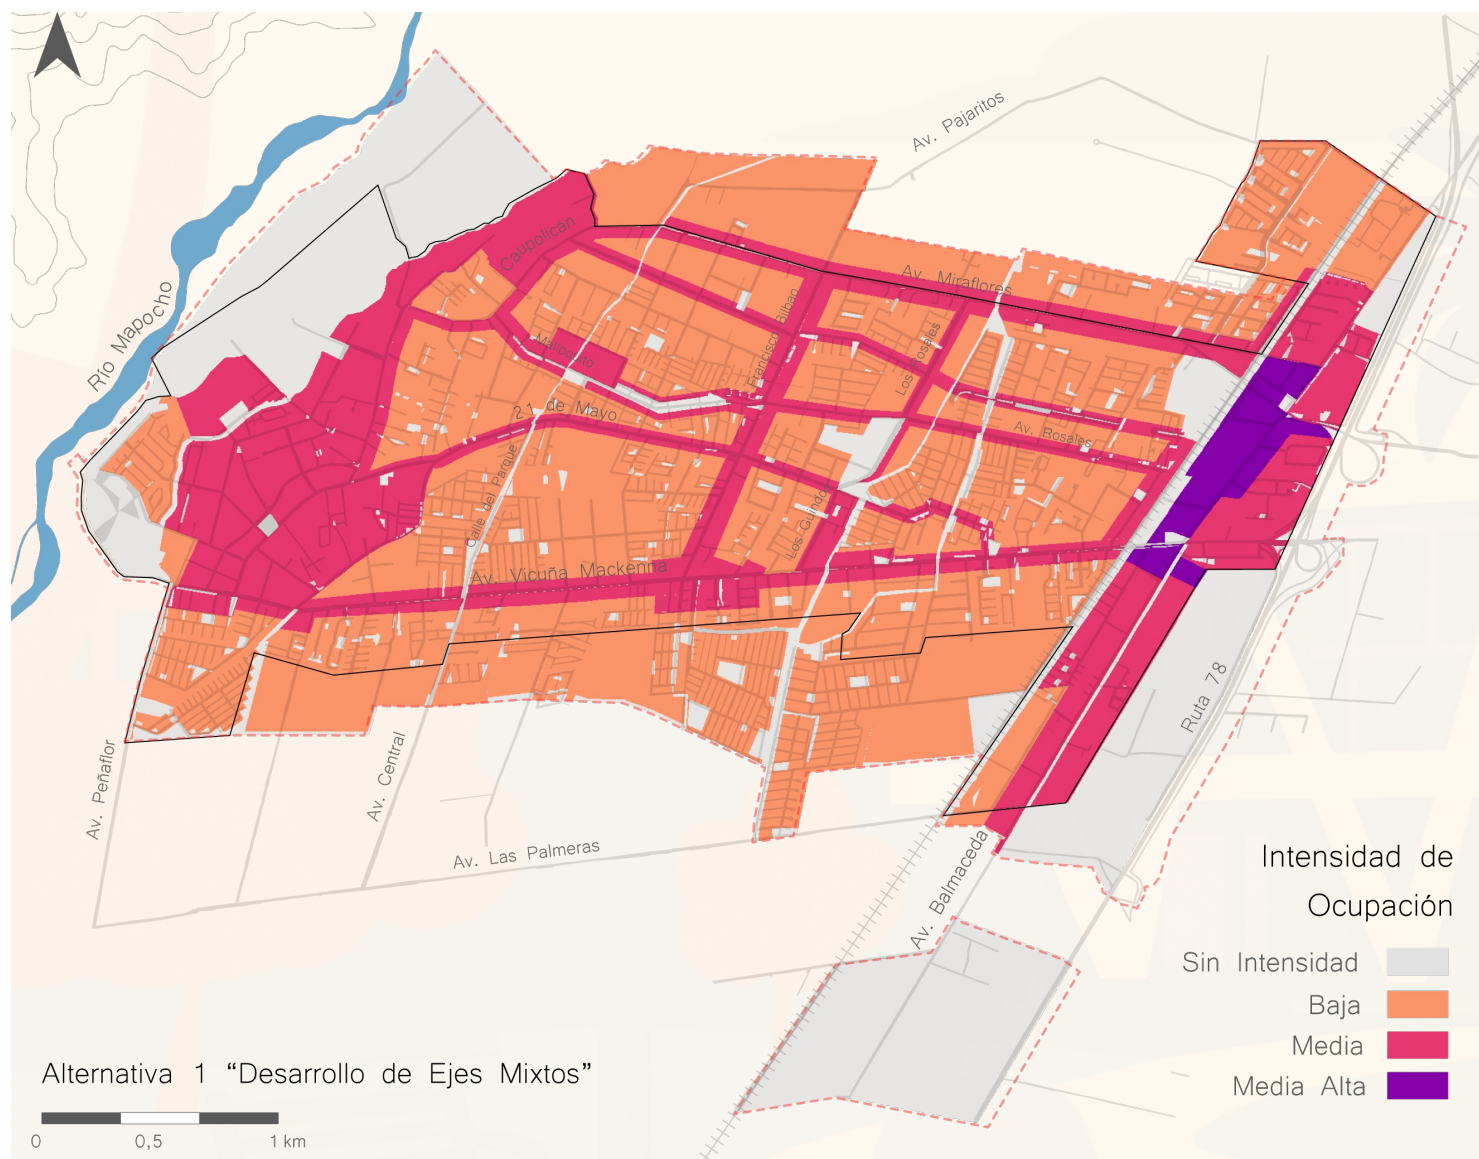 Av. Pajaritos
Río Mapocho
Caupolicán
Av. Miraflores
Francisco Bilbao
Los Rosales
Malloquito
21 de Mayo
Av. Rosales
Calle del Parque
Los Guindos
Av. Vicuña Mackenna
Ruta 78
Av. Peñaflor
Av. Central
Av. Las Palmeras
Av. Balmaceda
Intensidad de
Ocupación
Sin Intensidad
Baja
Media
Media Alta
Alternativa 1 “Desarrollo de Ejes Mixtos”
0 0,5 1 km